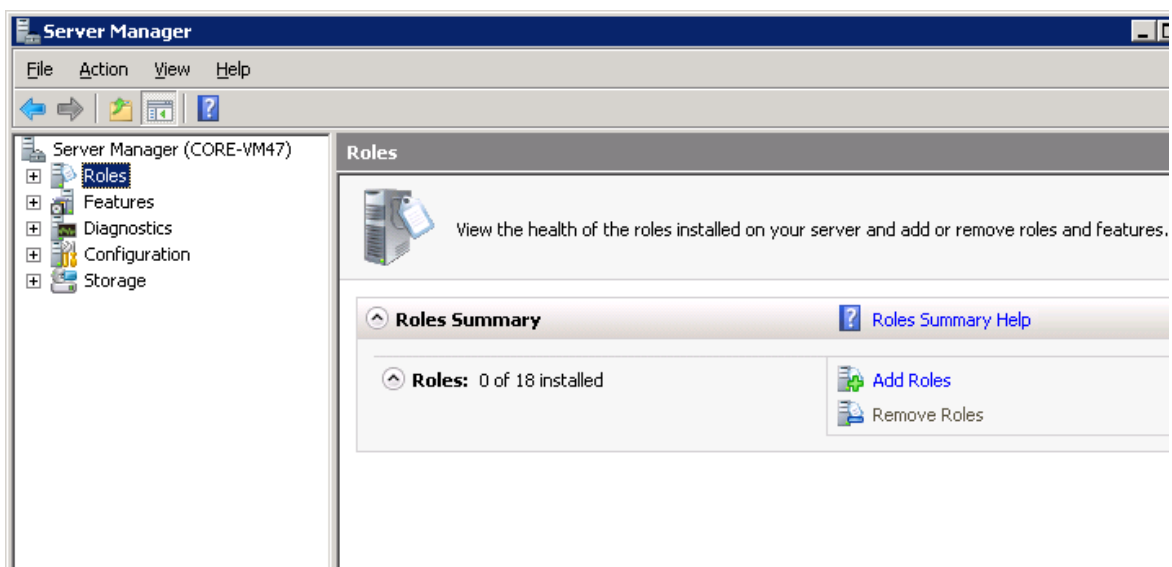 Server Manager
File Action View Help
Server Manager (CORE-VM47)
Roles
Features
Diagnostics
Configuration
Storage
Roles
View the health of the roles installed on your server and add or remove roles and features.
Roles Summary
Roles Summary Help
Roles: 0 of 18 installed
Add Roles
Remove Roles